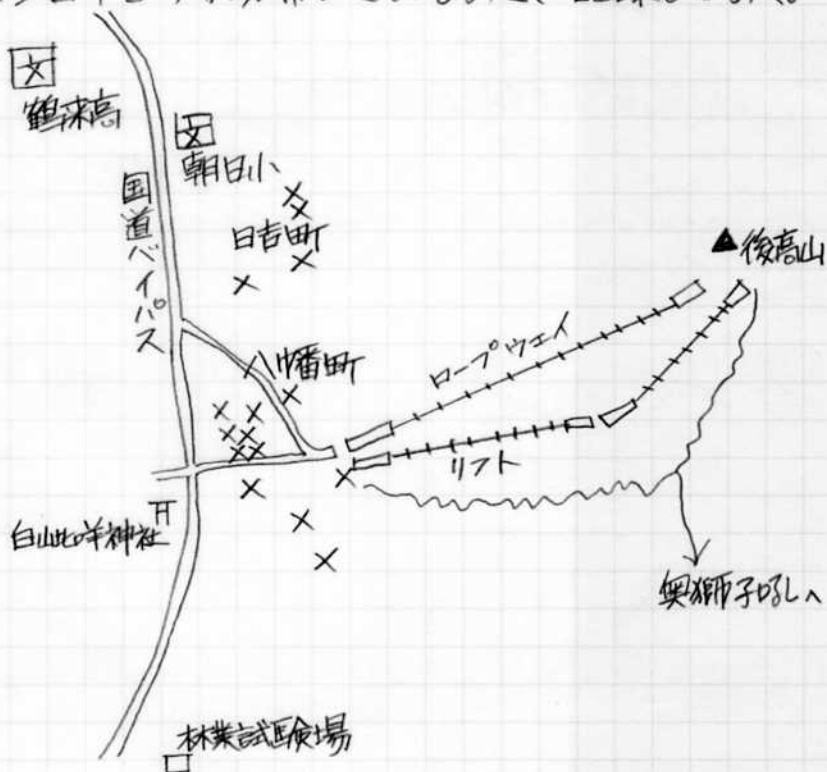 鶴来高
朝日小
国道バイパス
日吉町
後高山
ロープウェイ
八幡町
リフト
白山比咩神社
奥獅子吼へ
林業試験場